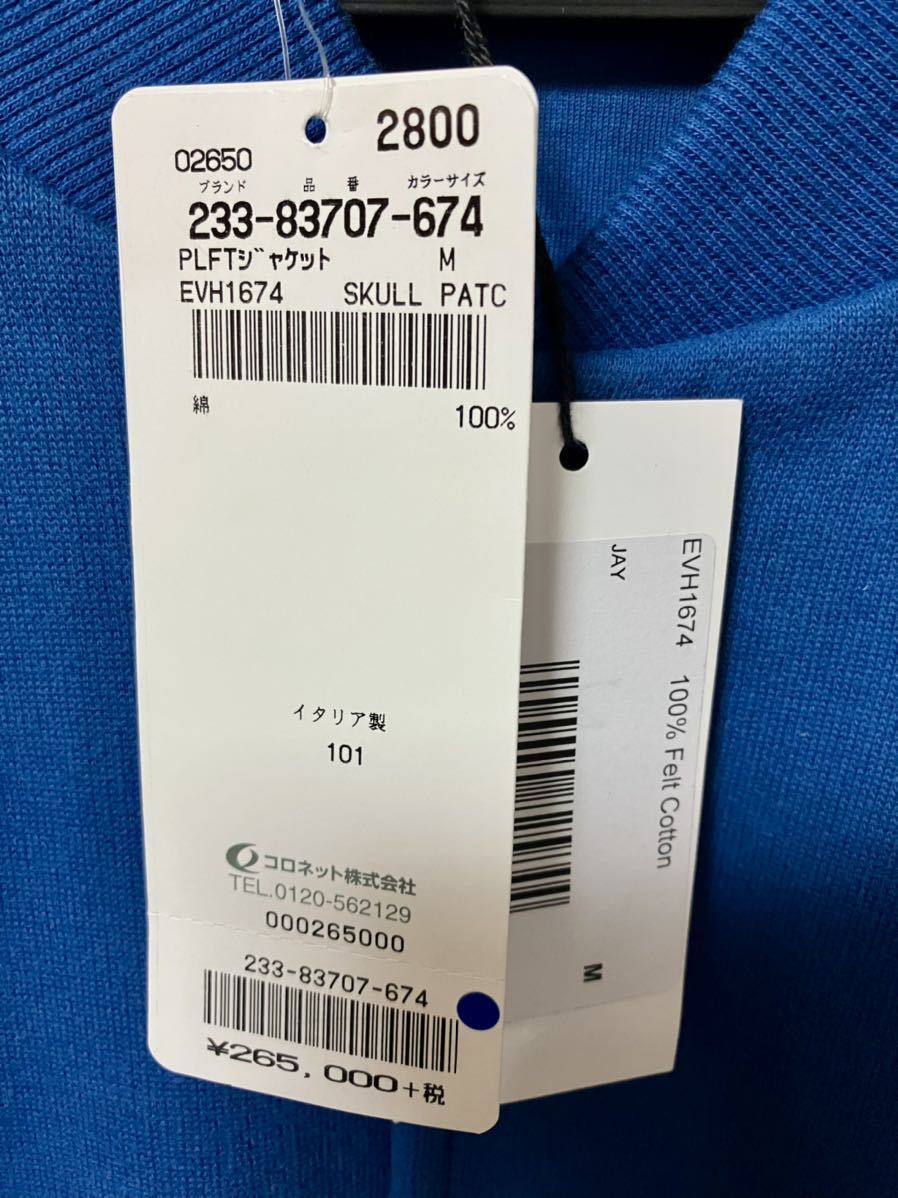 2800
02650
ブランド 品 番 カラーサイズ
233-83707-674
PLFTジャケット M
EVH1674 SKULL PATC
綿 100%
イタリア製
101
コロネット株式会社
TEL.0120-562129
000265000
233-83707-674
¥265,000+税
EVH1674 100% Felt Cotton
JAY
M